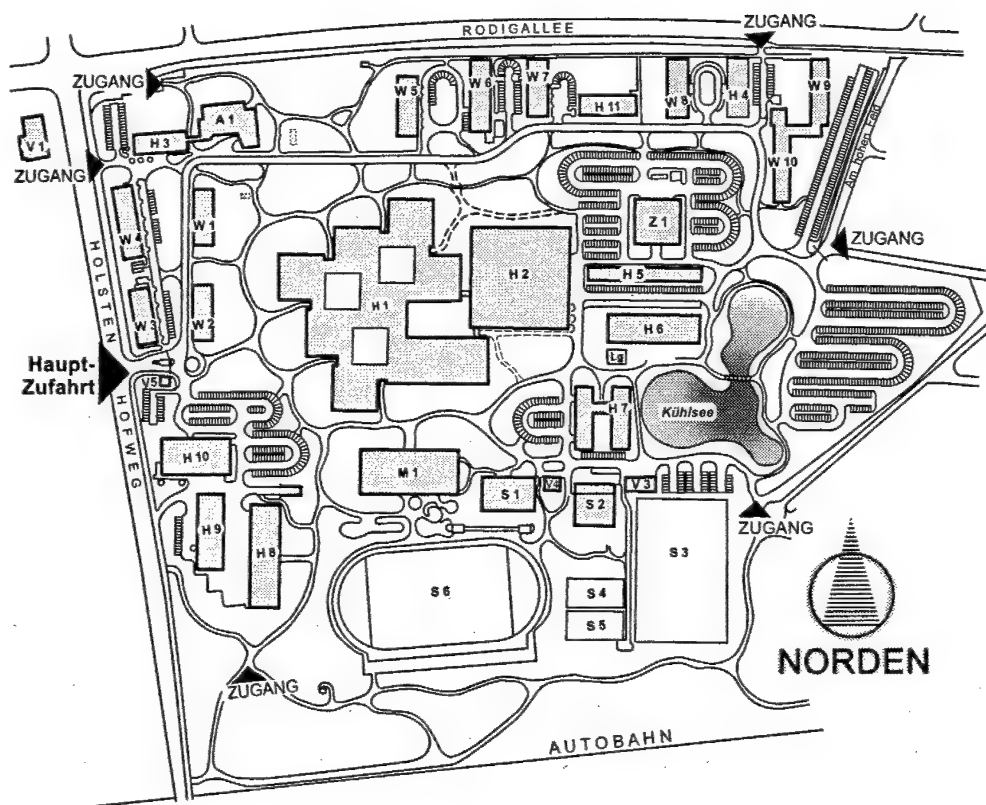 RODIGALLEE
ZUGANG
ZUGANG
W 5
W 6
W 7
H 11
W 8
H 4
W 9
A 1
H 3
V 1
ZUGANG
W 10
Am hohen Feld
W 4
W 1
Z 1
ZUGANG
HOLSTEN
HOFWEG
H 2
H 5
H 1
W 3
W 2
H 6
Lg
Haupt-
Zufahrt
V5
H 7
Kühlsee
H 10
M 1
S 1
V4
S 2
V 3
ZUGANG
H 9
H 8
S 3
S 6
S 4
S 5
NORDEN
ZUGANG
AUTOBAHN